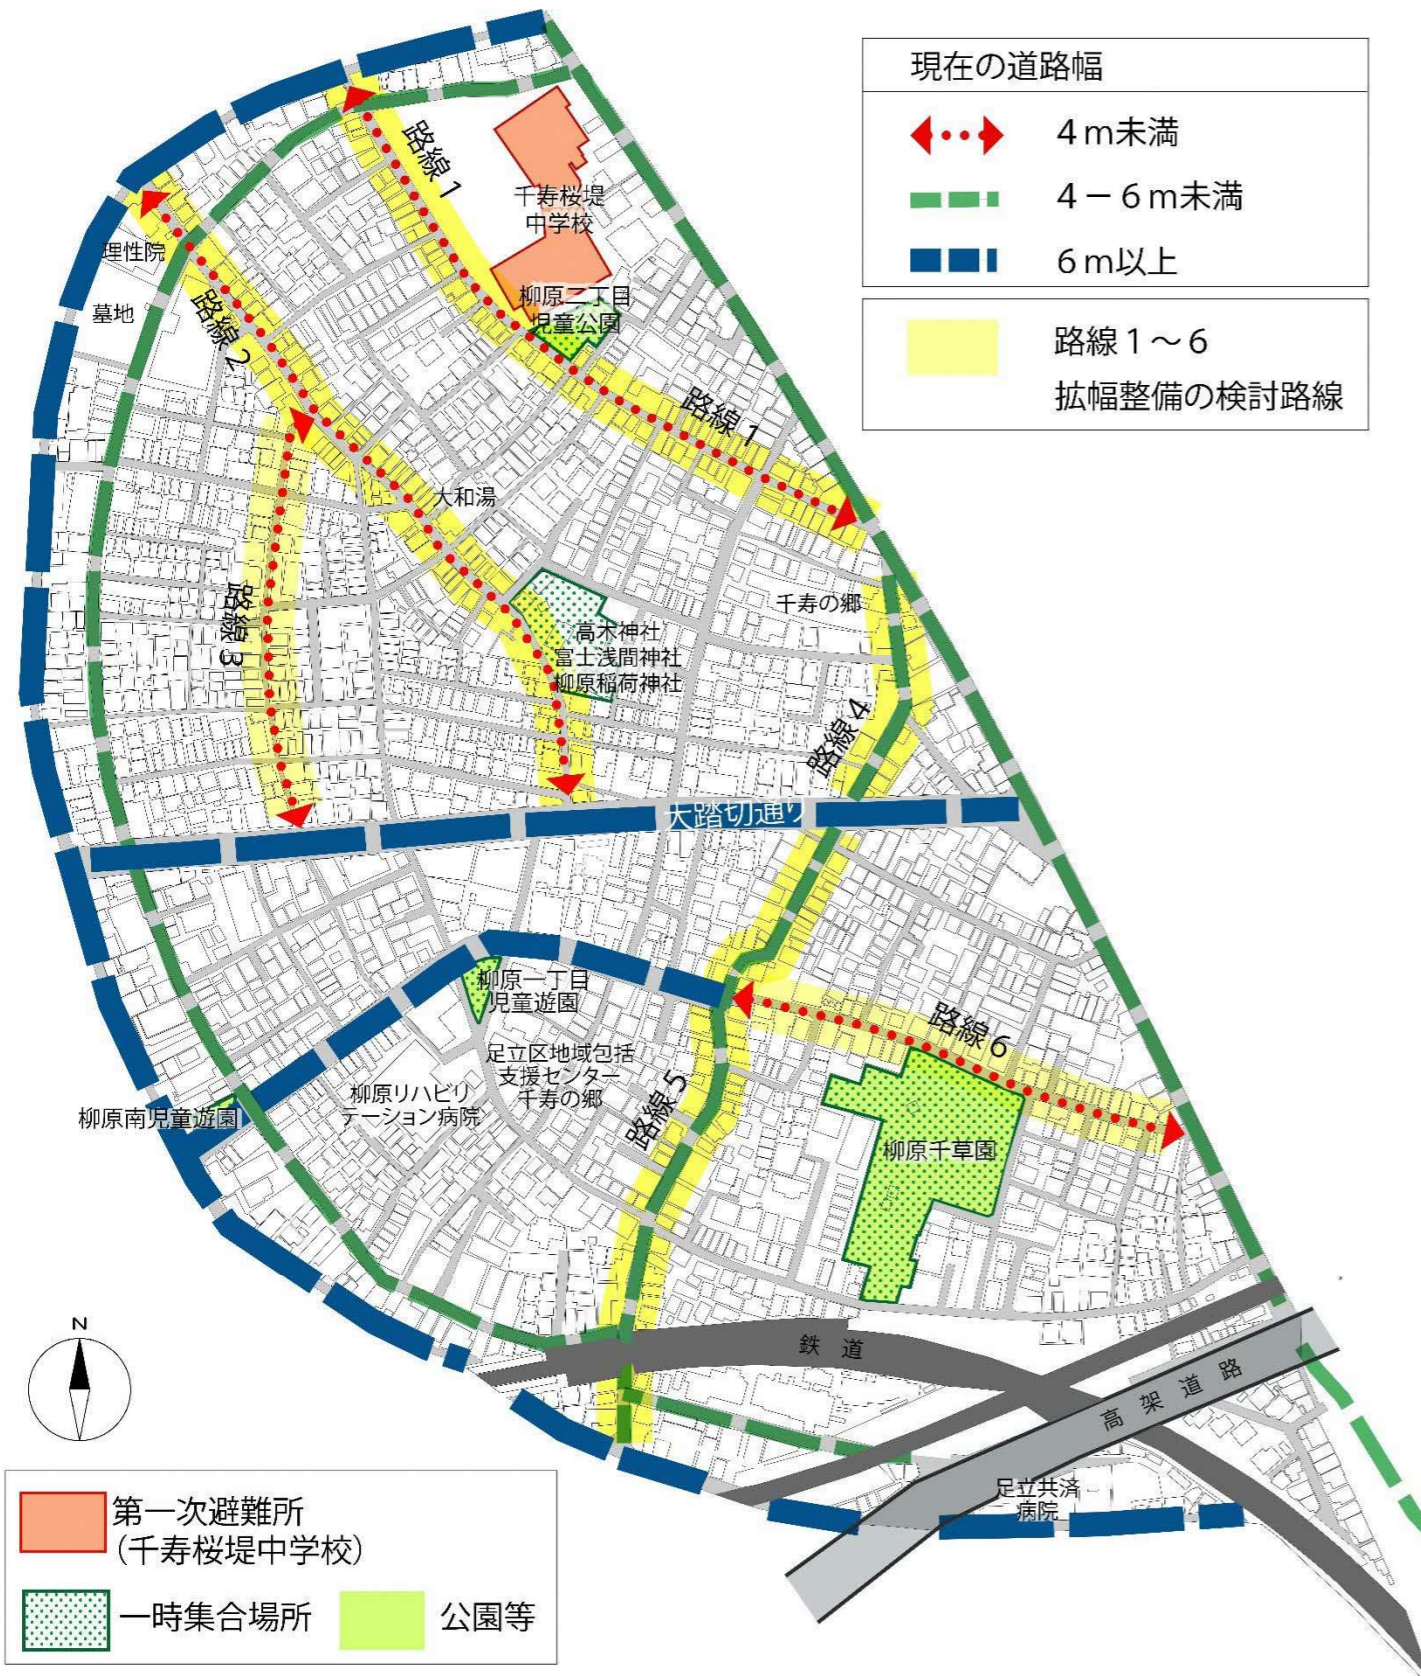 現在の道路幅
4m未満
4−6m未満
6m以上
路線1～6
拡幅整備の検討路線
路線1
千寿桜堤
中学校
理性院
墓地
路線2
柳原二丁目
児童公園
路線1
大和湯
路線3
千寿の郷
高木神社
富士浅間神社
柳原稲荷神社
路線4
大踏切通り
柳原一丁目
児童遊園
路線6
足立区地域包括
支援センター
千寿の郷
柳原リハビリ
テーション病院
柳原南児童遊園
路線5
柳原千草園
N
鉄道
高架道路
足立共済
病院
第一次避難所
(千寿桜堤中学校)
一時集合場所
公園等